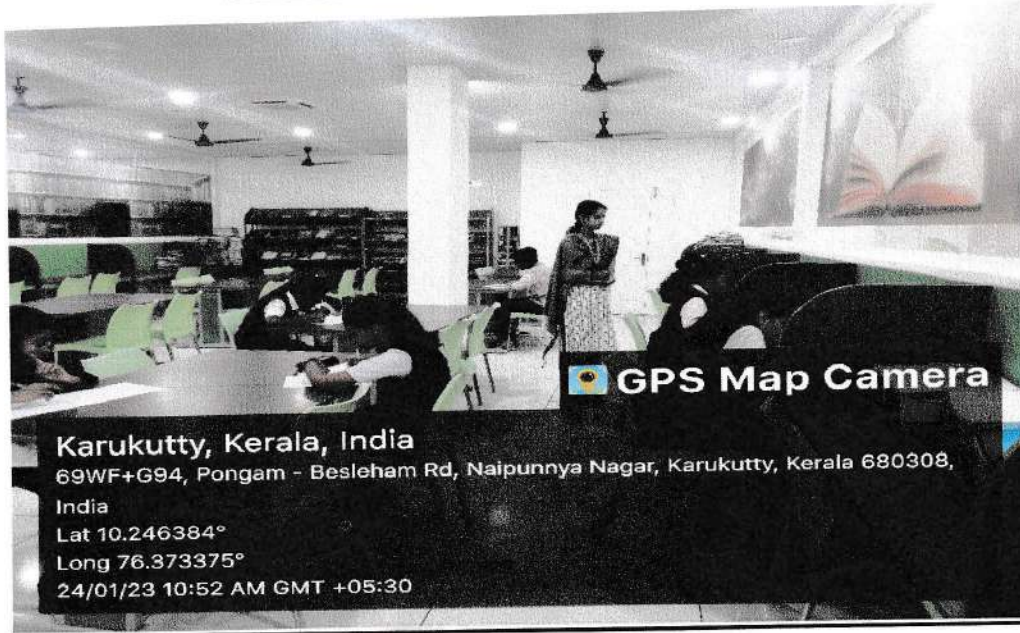 GPS Map Camera
Karukutty, Kerala, India
69WF+G94, Pongam - Besleham Rd, Naipunnya Nagar, Karukutty, Kerala 680308,
India
Lat 10.246384°
Long 76.373375°
24/01/23 10:52 AM GMT +05:30